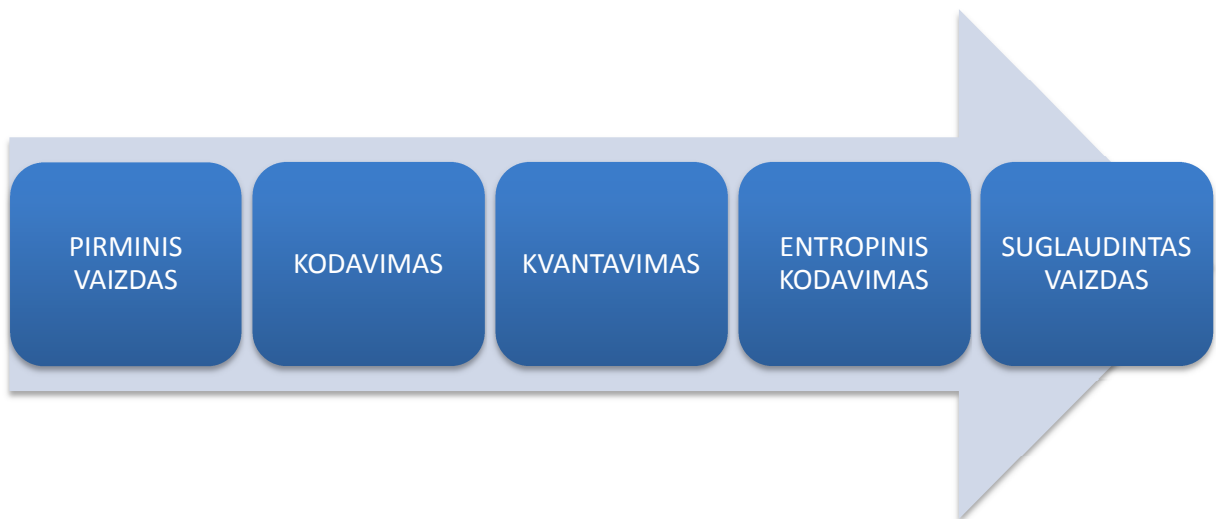 PIRMINIS
VAIZDAS
KODAVIMAS
KVANTAVIMAS
ENTROPINIS
KODAVIMAS
SUGLAUDINTAS
VAIZDAS